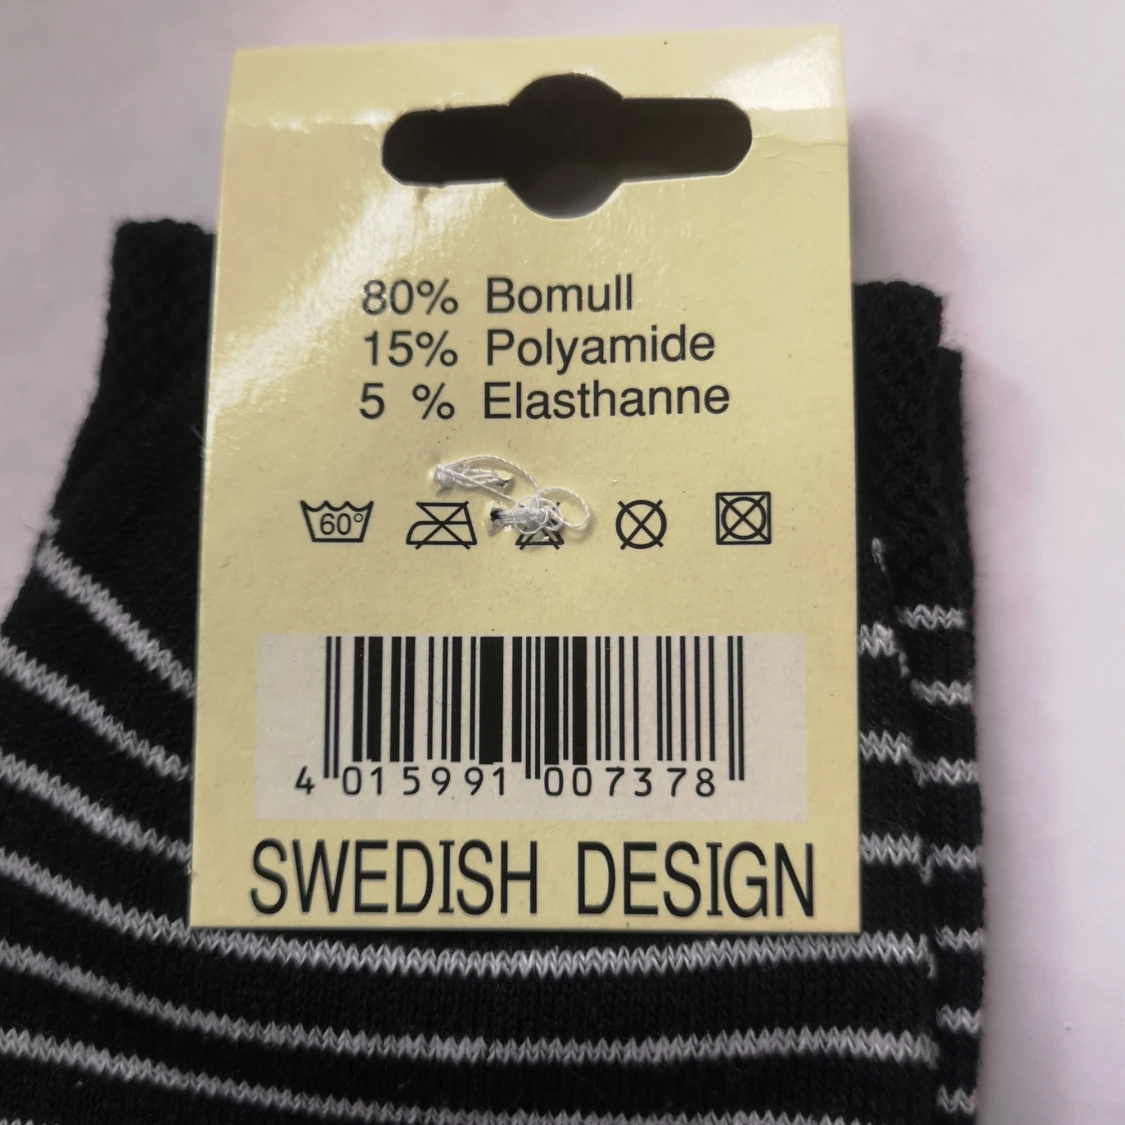 80% Bomull
15% Polyamide
5 % Elasthanne
60°
4 015991 007378
SWEDISH DESIGN